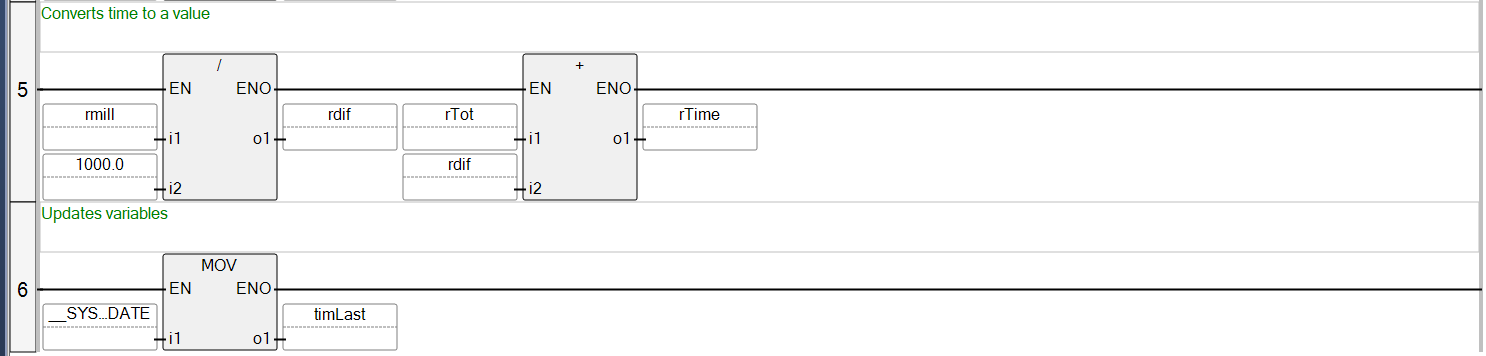 Converts time to a value
/ +
5 EN ENO EN ENO
rmill rdif rTot rTime
i1 o1 i1 o1
1000.0 rdif
i2 i2
Updates variables
MOV
6 EN ENO
__SYS...DATE timLast
i1 o1